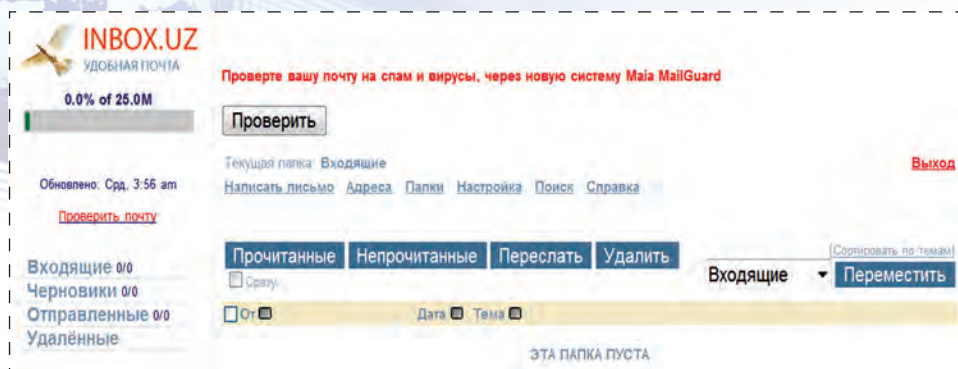 INBOX.UZ
УДОБНАЯ ПОЧТА
0.0% of 25.0M
Обновлено: Срд, 3:56 am
Проверить почту
Входящие 0/0
Черновики 0/0
Отправленные 0/0
Удалённые
Проверте вашу почту на спам и вирусы, через новую систему Maia MailGuard
Проверить
Текущая папка: Входящие
Выход
Написать письмо Адреса Папки Настройка Поиск Справка
[Сортировать по темам]
Прочитанные Непрочитанные Переслать Удалить
Входящие Переместить
Сразу
От Дата Тема
ЭТА ПАПКА ПУСТА